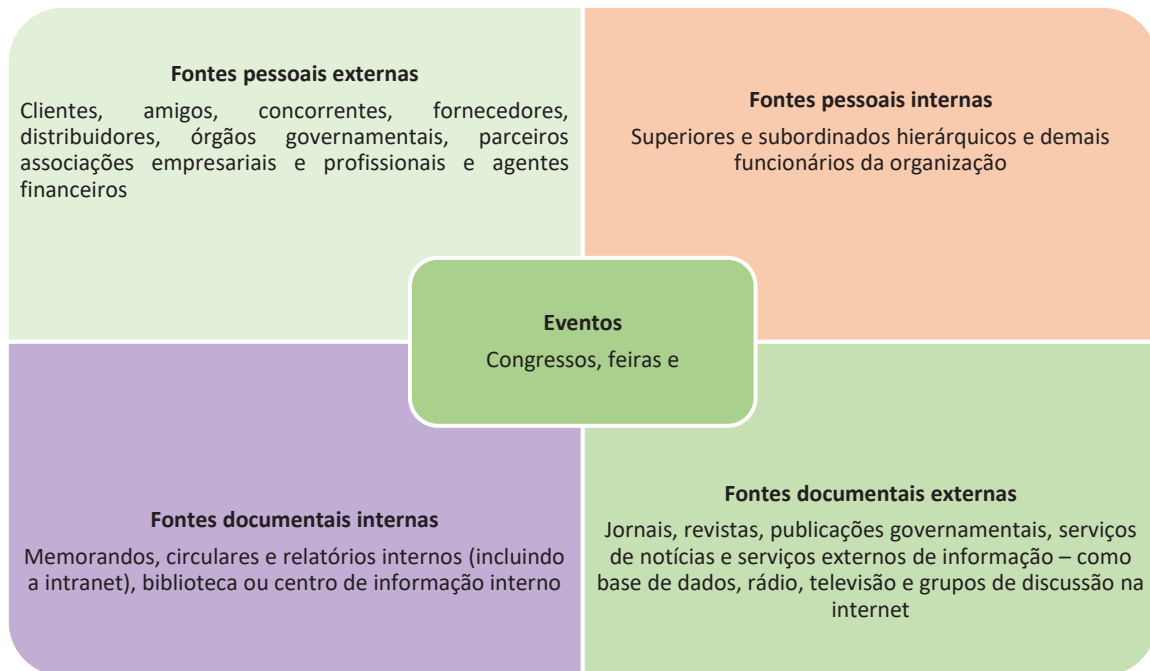 Fontes pessoais externas
Clientes, amigos, concorrentes, fornecedores,
distribuidores, órgãos governamentais, parceiros
associações empresariais e profissionais e agentes
financeiros
Fontes pessoais internas
Superiores e subordinados hierárquicos e demais
funcionários da organização
Eventos
Congressos, feiras e
Fontes documentais internas
Memorandos, circulares e relatórios internos (incluindo
a intranet), biblioteca ou centro de informação interno
Fontes documentais externas
Jornais, revistas, publicações governamentais, serviços
de notícias e serviços externos de informação – como
base de dados, rádio, televisão e grupos de discussão na
internet